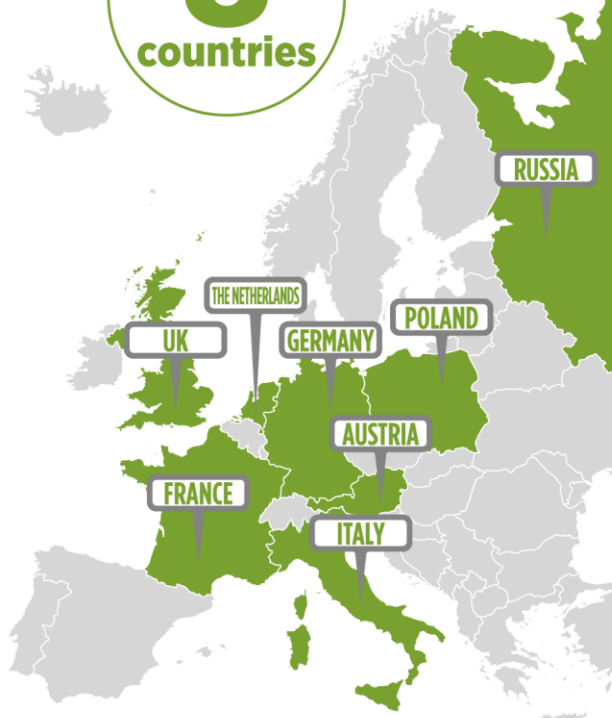 countries
RUSSIA
THE NETHERLANDS
POLAND
UK
GERMANY
AUSTRIA
FRANCE
ITALY